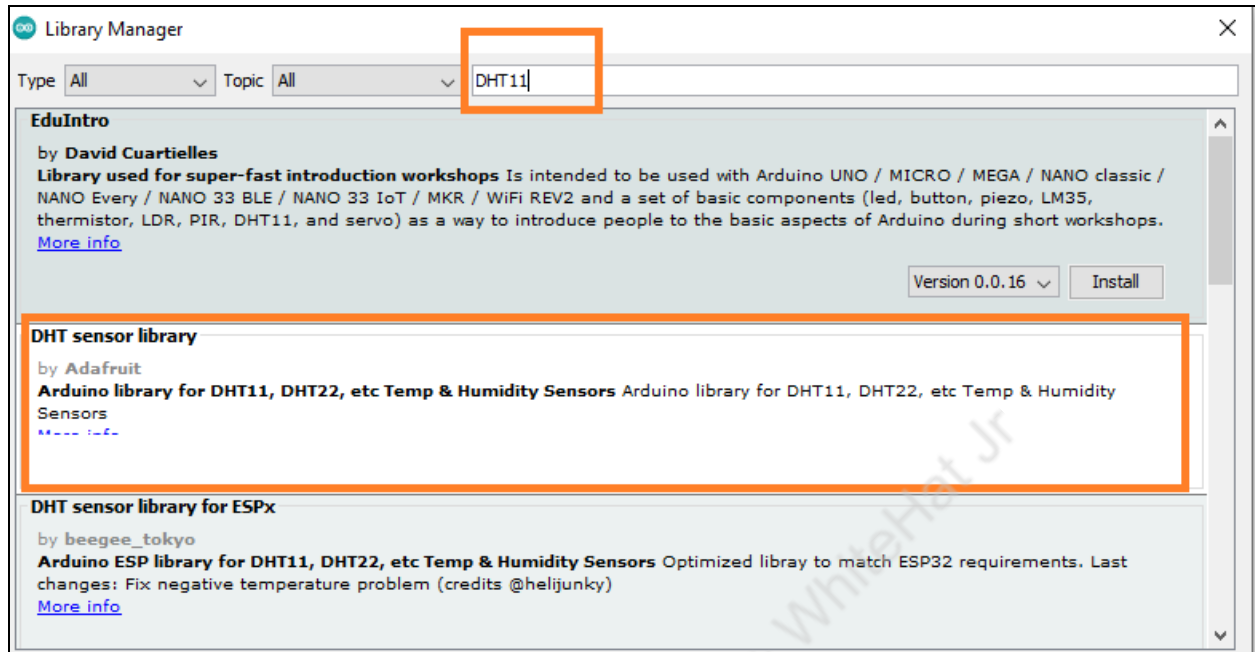 Library Manager
Type All Topic All DHT11
EduIntro
by David Cuartielles
Library used for super-fast introduction workshops Is intended to be used with Arduino UNO / MICRO / MEGA / NANO classic /
NANO Every / NANO 33 BLE / NANO 33 IoT / MKR / WiFi REV2 and a set of basic components (led, button, piezo, LM35,
thermistor, LDR, PIR, DHT11, and servo) as a way to introduce people to the basic aspects of Arduino during short workshops.
More info
Version 0.0.16 Install
DHT sensor library
by Adafruit
Arduino library for DHT11, DHT22, etc Temp & Humidity Sensors Arduino library for DHT11, DHT22, etc Temp & Humidity
Sensors
More info
DHT sensor library for ESPx
by beegee_tokyo
Arduino ESP library for DHT11, DHT22, etc Temp & Humidity Sensors Optimized libray to match ESP32 requirements. Last
changes: Fix negative temperature problem (credits @helijunky)
More info
WhiteHat Jr